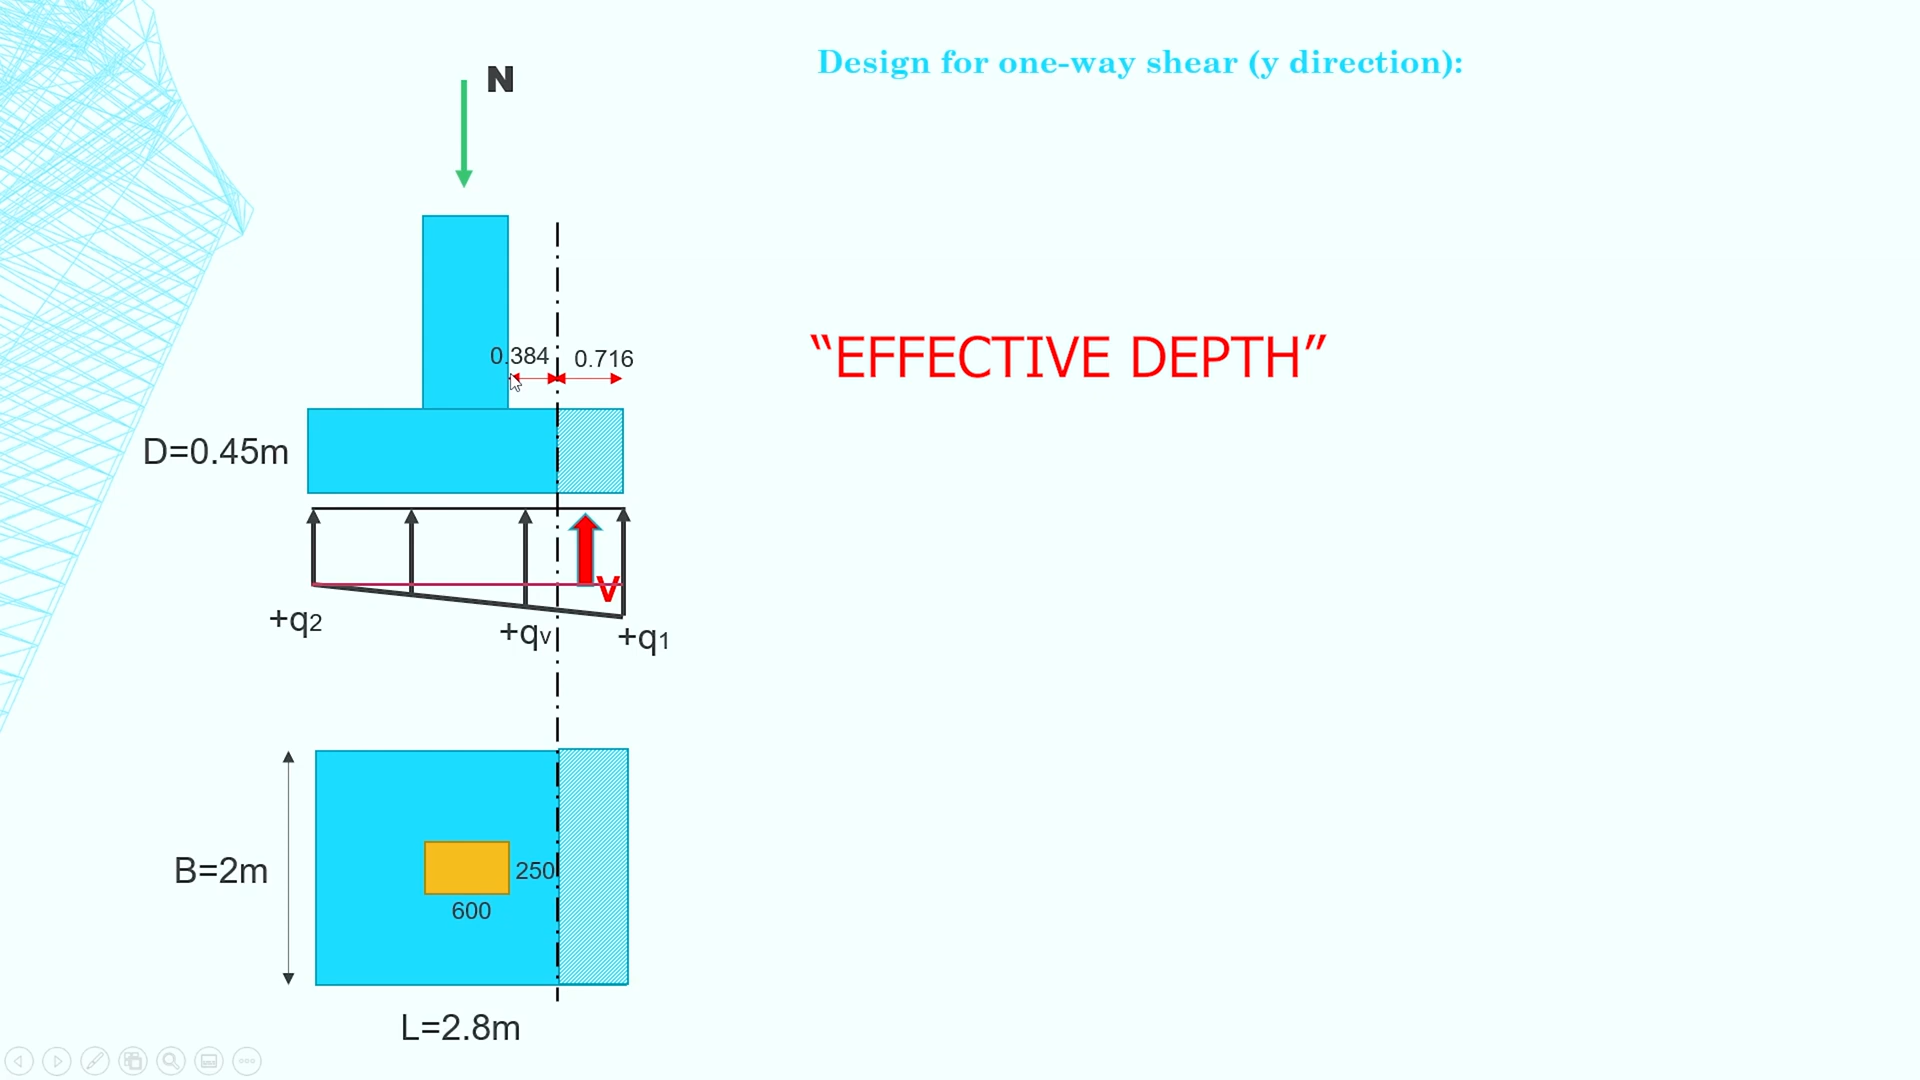 Design for one-way shear (y direction):
N
“EFFECTIVE DEPTH”
0.384
0.716
D=0.45m
V
+q2
+qv
+q1
B=2m
250
600
L=2.8m